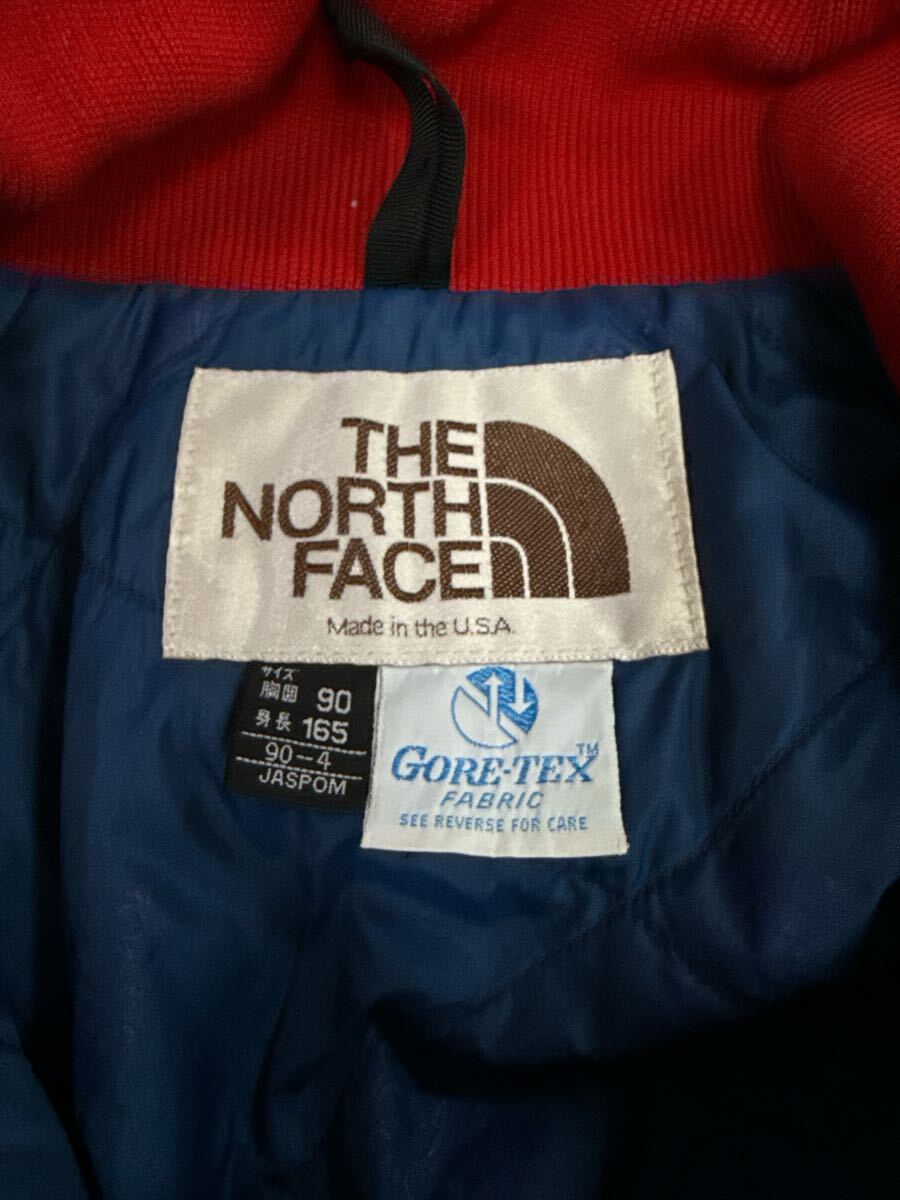 THE
NORTH
FACE
Made in the U.S.A.
サイズ
胸囲 90
身長 165
90-4
JASPOM
GORE-TEX™
FABRIC
SEE REVERSE FOR CARE